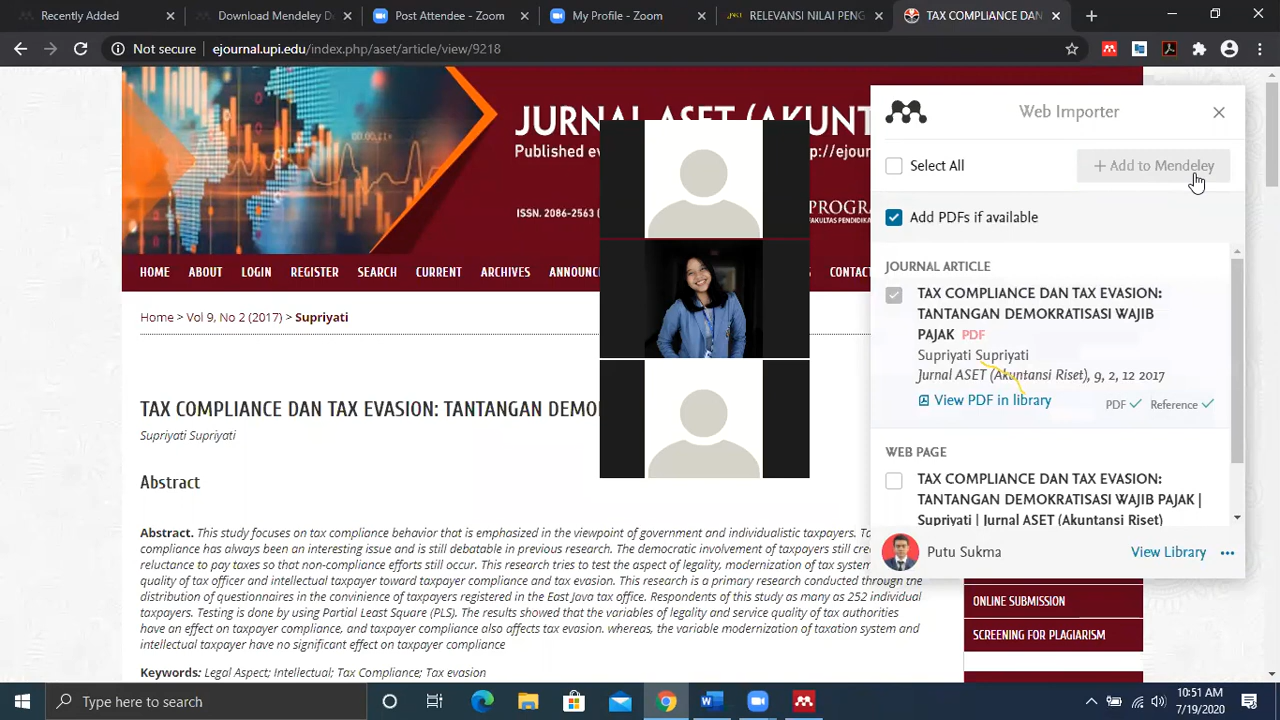 Recently Added
Download Mendeley De
Post Attendee - Zoom
My Profile - Zoom
RELEVANSI NILAI PENG
TAX COMPLIANCE DAN
Not secure ejournal.upi.edu/index.php/aset/article/view/9218
JURNAL ASET (AKUNT
Published ev
ttp://ejour
ISSN. 2086-2563 (
PROGRA
FAKULTAS PENDIDIKA
HOME ABOUT LOGIN REGISTER SEARCH CURRENT ARCHIVES ANNOUNC CONTAC
Home > Vol 9, No 2 (2017) > Supriyati
TAX COMPLIANCE DAN TAX EVASION: TANTANGAN DEMO
Supriyati Supriyati
Abstract
Abstract. This study focuses on tax compliance behavior that is emphasized in the viewpoint of government and individualistic taxpayers. Ta
compliance has always been an interesting issue and is still debatable in previous research. The democratic involvement of taxpayers still cre
reluctance to pay taxes so that non-compliance efforts still occur. This research tries to test the aspect of legality, modernization of tax system
quality of tax officer and intellectual taxpayer toward taxpayer compliance and tax evasion. This research is a primary research conducted through the
distribution of questionnaires in the convinience of taxpayers registered in the East Java tax office. Respondents of this study as many as 252 individual
taxpayers. Testing is done by using Partial Least Square (PLS). The results showed that the variables of legality and service quality of tax authorities
have an effect on taxpayer compliance, and taxpayer compliance also affects tax evasion. whereas, the variable modernization of taxation system and
intellectual taxpayer have no significant effect on taxpayer compliance
Keywords: Legal Aspect; Intellectual; Tax Compliance; Tax evasion
Web Importer
Select All
+ Add to Mendeley
Add PDFs if available
JOURNAL ARTICLE
TAX COMPLIANCE DAN TAX EVASION:
TANTANGAN DEMOKRATISASI WAJIB
PAJAK PDF
Supriyati Supriyati
Jurnal ASET (Akuntansi Riset), 9, 2, 12 2017
View PDF in library
PDF Reference
WEB PAGE
TAX COMPLIANCE DAN TAX EVASION:
TANTANGAN DEMOKRATISASI WAJIB PAJAK |
Supriyati | Jurnal ASET (Akuntansi Riset)
Putu Sukma
View Library
ONLINE SUBMISSION
SCREENING FOR PLAGIARISM
Type here to search
10:51 AM
7/19/2020